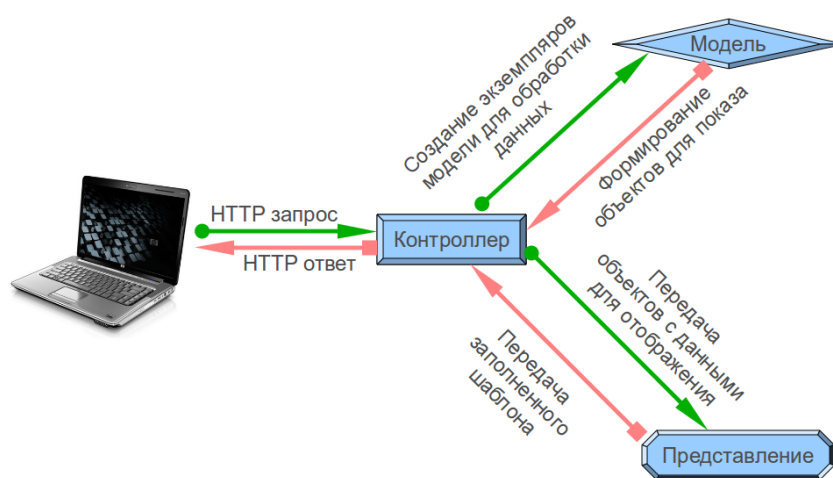 Модель
Создание экземпляров
модели для обработки
данных
Формирование
объектов для показа
HTTP запрос
Контроллер
HTTP ответ
Передача
объектов с данными
для отображения
Передача
заполненного
шаблона
Представление